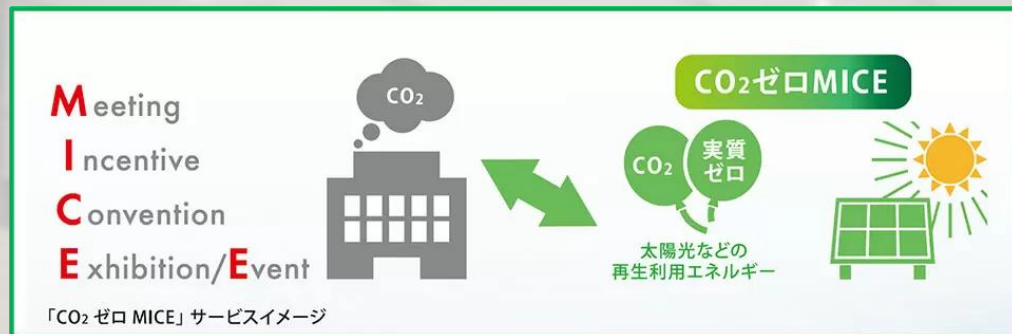 Meeting
Incentive
Convention
Exhibition/Event
CO₂
CO₂ゼロMICE
CO₂
実質
ゼロ
太陽光などの
再生利用エネルギー
「CO₂ ゼロ MICE」サービスイメージ